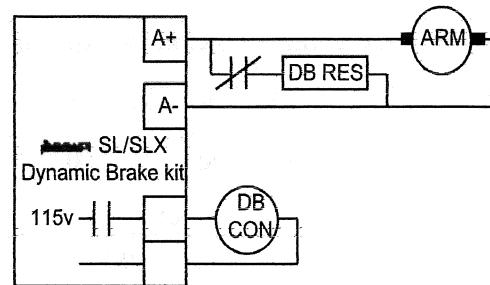 A+
ARM
DB RES
A-
SL/SLX
Dynamic Brake kit
115v
DB
CON